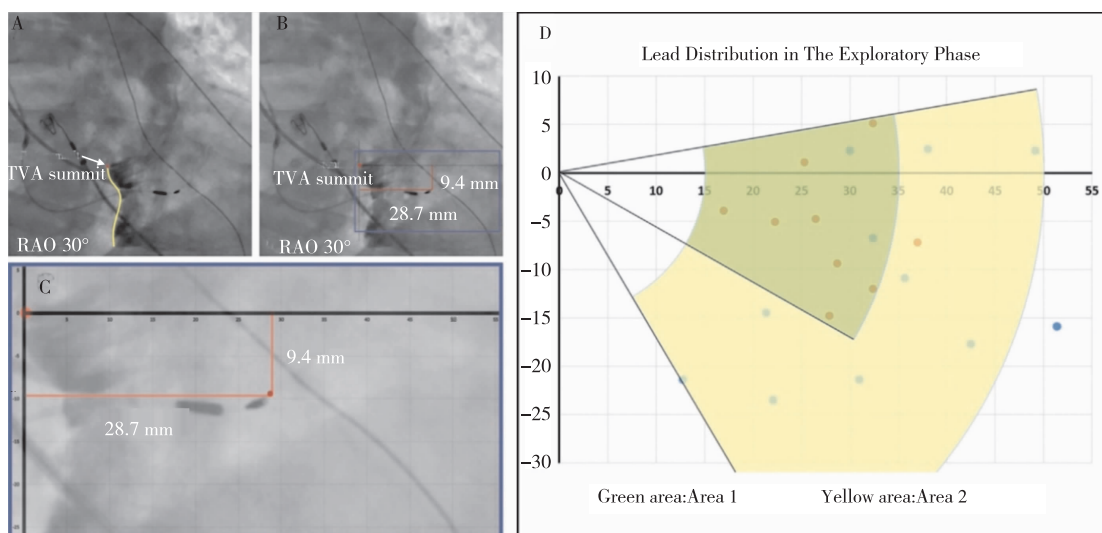 A
TVA summit
RAO 30°
B
TVA summit
9.4 mm
28.7 mm
RAO 30°
C
9.4 mm
28.7 mm
D
Lead Distribution in The Exploratory Phase
10
5
0
-5
-10
-15
-20
-25
-30
0 5 10 15 20 25 30 35 40 45 50 55
Green area:Area 1 Yellow area:Area 2